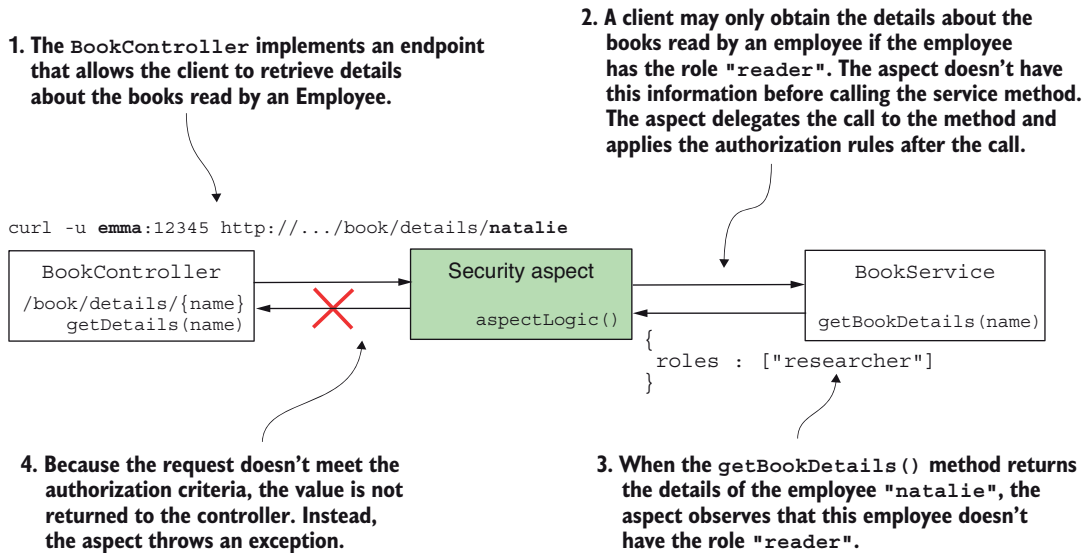 1. The BookController implements an endpoint
that allows the client to retrieve details
about the books read by an Employee.
2. A client may only obtain the details about the
books read by an employee if the employee
has the role "reader". The aspect doesn't have
this information before calling the service method.
The aspect delegates the call to the method and
applies the authorization rules after the call.
curl -u emma:12345 http://.../book/details/natalie
BookController
/book/details/{name}
getDetails(name)
Security aspect
aspectLogic()
BookService
getBookDetails(name)
{
roles : ["researcher"]
}
4. Because the request doesn't meet the
authorization criteria, the value is not
returned to the controller. Instead,
the aspect throws an exception.
3. When the getBookDetails() method returns
the details of the employee "natalie", the
aspect observes that this employee doesn't
have the role "reader".